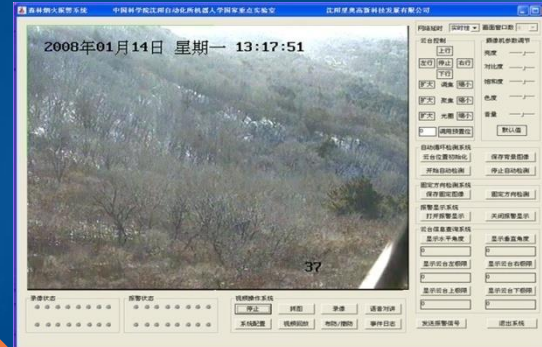 森林烟火报警系统 中国科学院沈阳自动化所机器人学国家重点实验室 沈阳里奥高新科技发展有限公司
2008年01月14日 星期一 13:17:51
37
网络延时 实时键 画面窗口数
云台控制
上行
左行 停止 右行
下行
扩大 调焦 缩小
扩大 聚焦 缩小
扩大 光圈 缩小
0 调用预置位
摄像机参数调节
亮度
对比度
饱和度
色度
音量
默认值
自动循环检测系统
云台位置初始化 保存背景图像
开始自动检测 停止自动检测
固定方向检测系统
保存固定图像 固定方向检测
报警显示系统
打开报警显示 关闭报警显示
云台信息查询系统
显示水平角度 显示垂直角度
0 0
显示云台左极限 显示云台右极限
0 0
显示云台上极限 显示云台下极限
0 0
发送报警信号 退出系统
录像状态 报警状态 视频操作系统
停止 抓图 录像 语音对讲
系统配置 视频回放 布防/撤防 事件日志